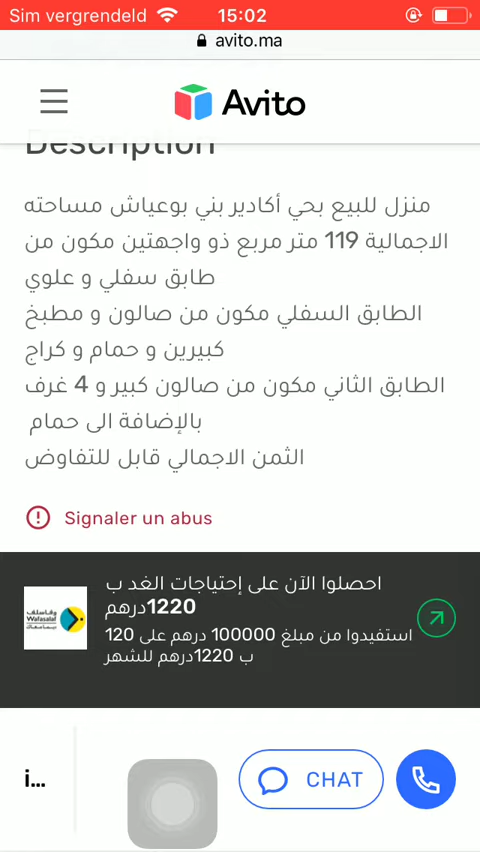 Sim vergrendeld 15:02
avito.ma
Avito
Description
منزل للبيع بحي أكادير بني بوعياش مساحته
الاجمالية 119 متر مربع ذو واجهتين مكون من
طابق سفلي و علوي
الطابق السفلي مكون من صالون و مطبخ
كبيرين و حمام و كراج
الطابق الثاني مكون من صالون كبير و 4 غرف
بالإضافة الى حمام
الثمن الاجمالي قابل للتفاوض
Signaler un abus
احصلوا الآن على إحتياجات الغد ب
1220درهم
استفيدوا من مبلغ 100000 درهم على 120
ب 1220درهم للشهر
وفاسلف
Wafasalaf
i...
CHAT